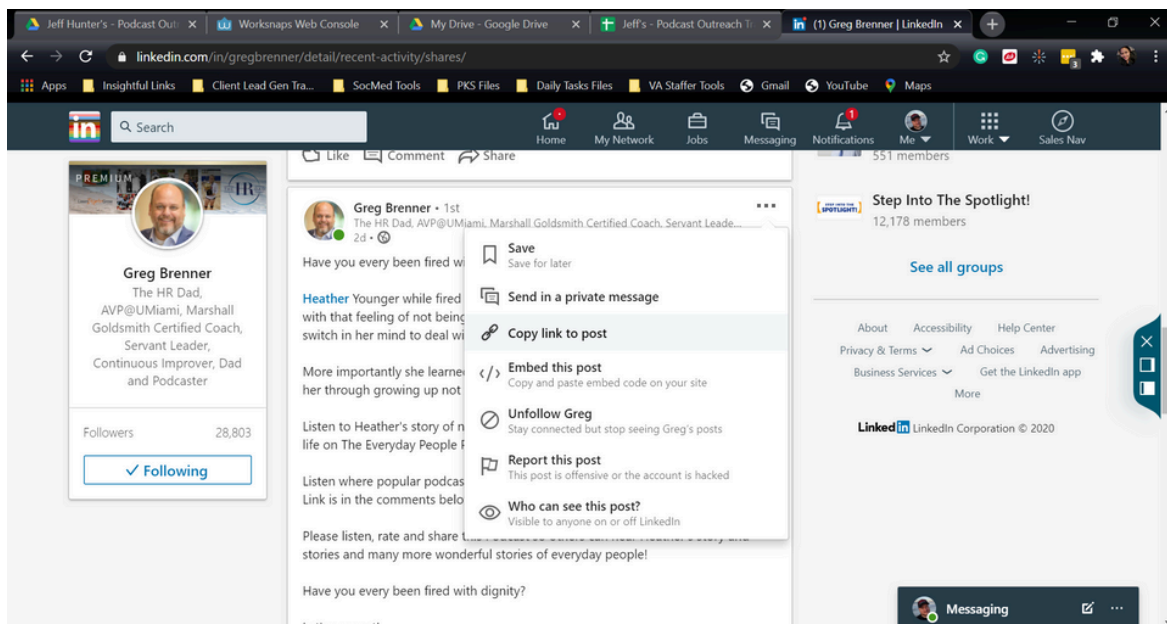 Jeff Hunter's - Podcast Out
Worksnaps Web Console
My Drive - Google Drive
Jeff's - Podcast Outreach T
(1) Greg Brenner | LinkedIn
linkedin.com/in/gregbrenner/detail/recent-activity/shares/
Apps
Insightful Links
Client Lead Gen Tra...
SocMed Tools
PKS Files
Daily Tasks Files
VA Staffer Tools
Gmail
YouTube
Maps
in
Search
Home
My Network
Jobs
Messaging
1
Notifications
Me
Work
Sales Nav
PREMIUM
HR
Greg Brenner
The HR Dad,
AVP@UMiami, Marshall
Goldsmith Certified Coach,
Servant Leader,
Continuous Improver, Dad
and Podcaster
Followers 28,803
Following
Like Comment Share
Greg Brenner • 1st
The HR Dad, AVP@UMiami, Marshall Goldsmith Certified Coach, Servant Leade...
2d •
Have you every been fired wi
Heather Younger while fired
with that feeling of not being
switch in her mind to deal wi
More importantly she learne
her through growing up not
Listen to Heather's story of n
life on The Everyday People
Listen where popular podcas
Link is in the comments belo
Please listen, rate and share
stories and many more wonderful stories of everyday people!
Have you every been fired with dignity?
Save
Save for later
Send in a private message
Copy link to post
Embed this post
Copy and paste embed code on your site
Unfollow Greg
Stay connected but stop seeing Greg's posts
Report this post
This post is offensive or the account is hacked
Who can see this post?
Visible to anyone on or off LinkedIn
551 members
STEP INTO THE
SPOTLIGHT!
Step Into The Spotlight!
12,178 members
See all groups
About Accessibility Help Center
Privacy & Terms Ad Choices Advertising
Business Services Get the LinkedIn app
More
Linked in LinkedIn Corporation © 2020
Messaging